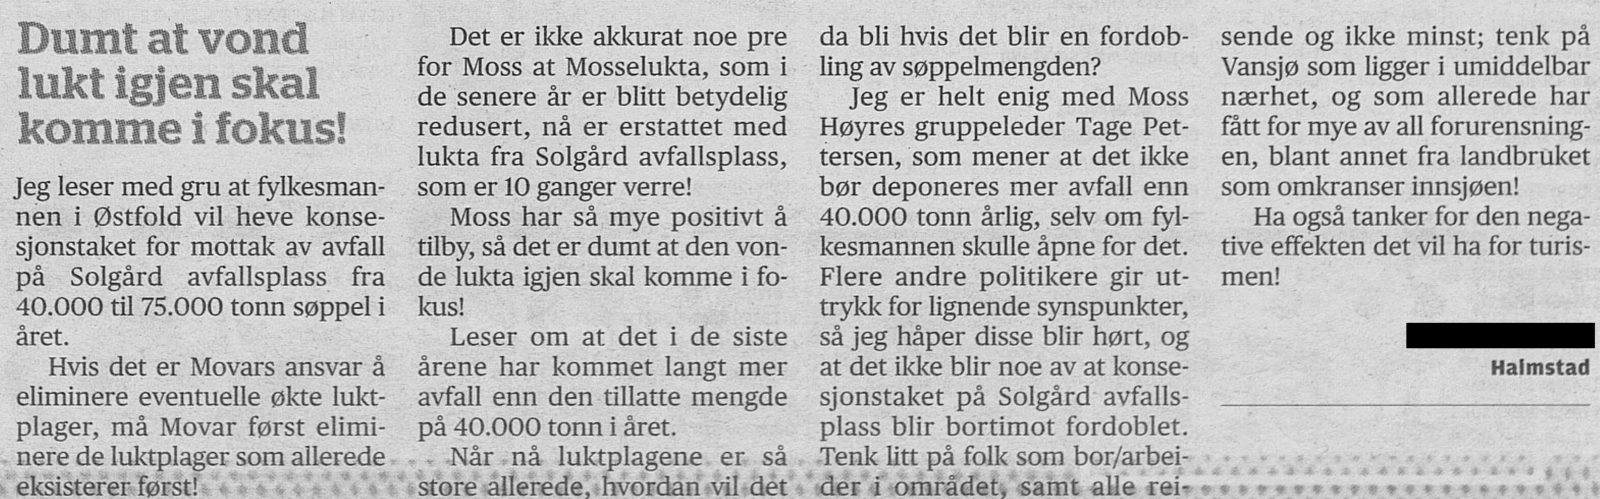 Dumt at vond
lukt igjen skal
komme i fokus!
Jeg leser med gru at fylkesman-
nen i Østfold vil heve konse-
sjonstaket for mottak av avfall
på Solgård avfallsplass fra
40.000 til 75.000 tonn søppel i
året.
Hvis det er Movars ansvar å
eliminere eventuelle økte lukt-
plager, må Movar først elimi-
nere de luktplager som allerede
eksisterer først!
Det er ikke akkurat noe pre
for Moss at Mosselukta, som i
de senere år er blitt betydelig
redusert, nå er erstattet med
lukta fra Solgård avfallsplass,
som er 10 ganger verre!
Moss har så mye positivt å
tilby, så det er dumt at den von-
de lukta igjen skal komme i fo-
kus!
Leser om at det i de siste
årene har kommet langt mer
avfall enn den tillatte mengde
på 40.000 tonn i året.
Når nå luktplagene er så
store allerede, hvordan vil det
da bli hvis det blir en fordob-
ling av søppelmengden?
Jeg er helt enig med Moss
Høyres gruppeleder Tage Pet-
tersen, som mener at det ikke
bør deponeres mer avfall enn
40.000 tonn årlig, selv om fyl-
kesmannen skulle åpne for det.
Flere andre politikere gir ut-
trykk for lignende synspunkter,
så jeg håper disse blir hørt, og
at det ikke blir noe av at konse-
sjonstaket på Solgård avfalls-
plass blir bortimot fordoblet.
Tenk litt på folk som bor/arbei-
der i området, samt alle rei-
sende og ikke minst; tenk på
Vansjø som ligger i umiddelbar
nærhet, og som allerede har
fått for mye av all forurensning-
en, blant annet fra landbruket
som omkranser innsjøen!
Ha også tanker for den nega-
tive effekten det vil ha for turis-
men!
Halmstad